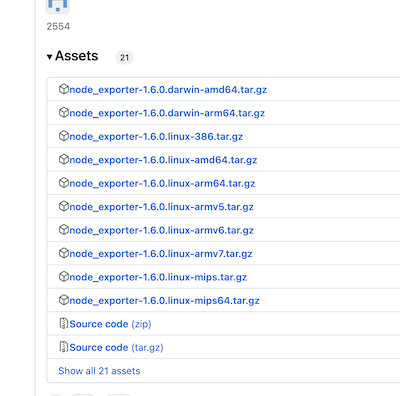 2554
Assets 21
node_exporter-1.6.0.darwin-amd64.tar.gz
node_exporter-1.6.0.darwin-arm64.tar.gz
node_exporter-1.6.0.linux-386.tar.gz
node_exporter-1.6.0.linux-amd64.tar.gz
node_exporter-1.6.0.linux-arm64.tar.gz
node_exporter-1.6.0.linux-armv5.tar.gz
node_exporter-1.6.0.linux-armv6.tar.gz
node_exporter-1.6.0.linux-armv7.tar.gz
node_exporter-1.6.0.linux-mips.tar.gz
node_exporter-1.6.0.linux-mips64.tar.gz
Source code (zip)
Source code (tar.gz)
Show all 21 assets